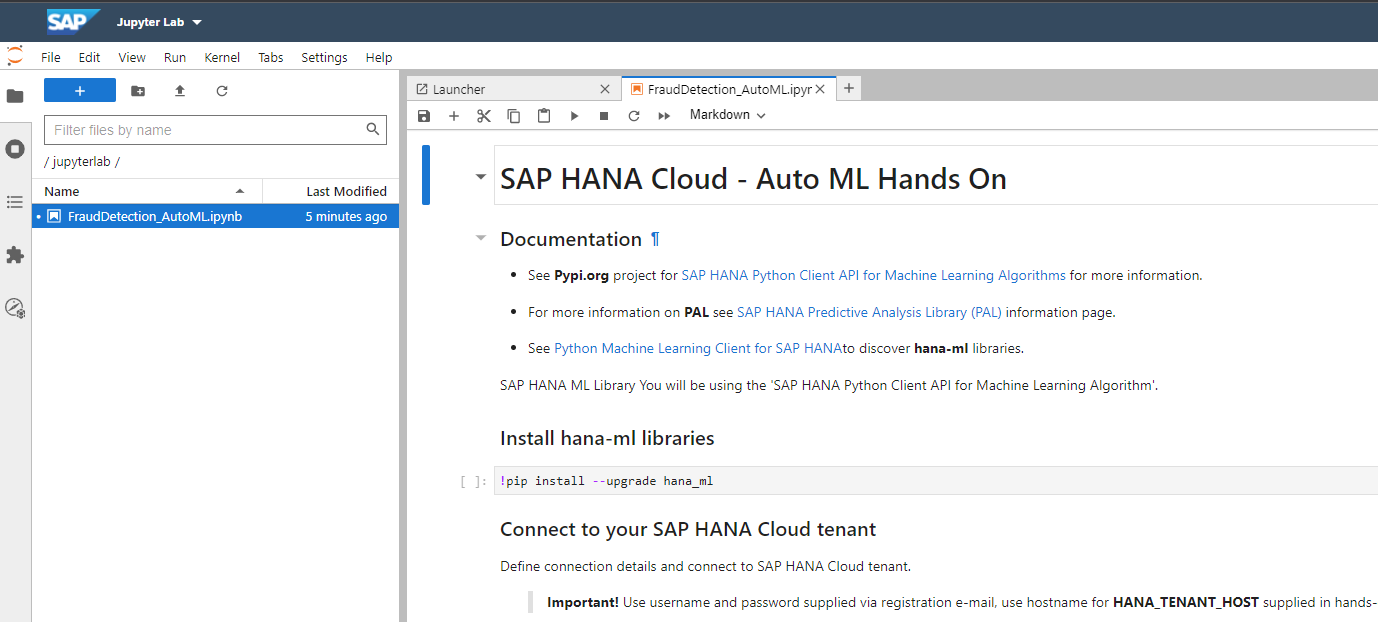 SAP Jupyter Lab
File Edit View Run Kernel Tabs Settings Help
+
Filter files by name
/ jupyterlab /
Name Last Modified
FraudDetection_AutoML.ipynb 5 minutes ago
Launcher FraudDetection_AutoML.ipyr
Markdown
SAP HANA Cloud - Auto ML Hands On
Documentation ¶
• See Pypi.org project for SAP HANA Python Client API for Machine Learning Algorithms for more information.
• For more information on PAL see SAP HANA Predictive Analysis Library (PAL) information page.
• See Python Machine Learning Client for SAP HANAto discover hana-ml libraries.
SAP HANA ML Library You will be using the 'SAP HANA Python Client API for Machine Learning Algorithm'.
Install hana-ml libraries
[ ]: !pip install --upgrade hana_ml
Connect to your SAP HANA Cloud tenant
Define connection details and connect to SAP HANA Cloud tenant.
Important! Use username and password supplied via registration e-mail, use hostname for HANA_TENANT_HOST supplied in hands-